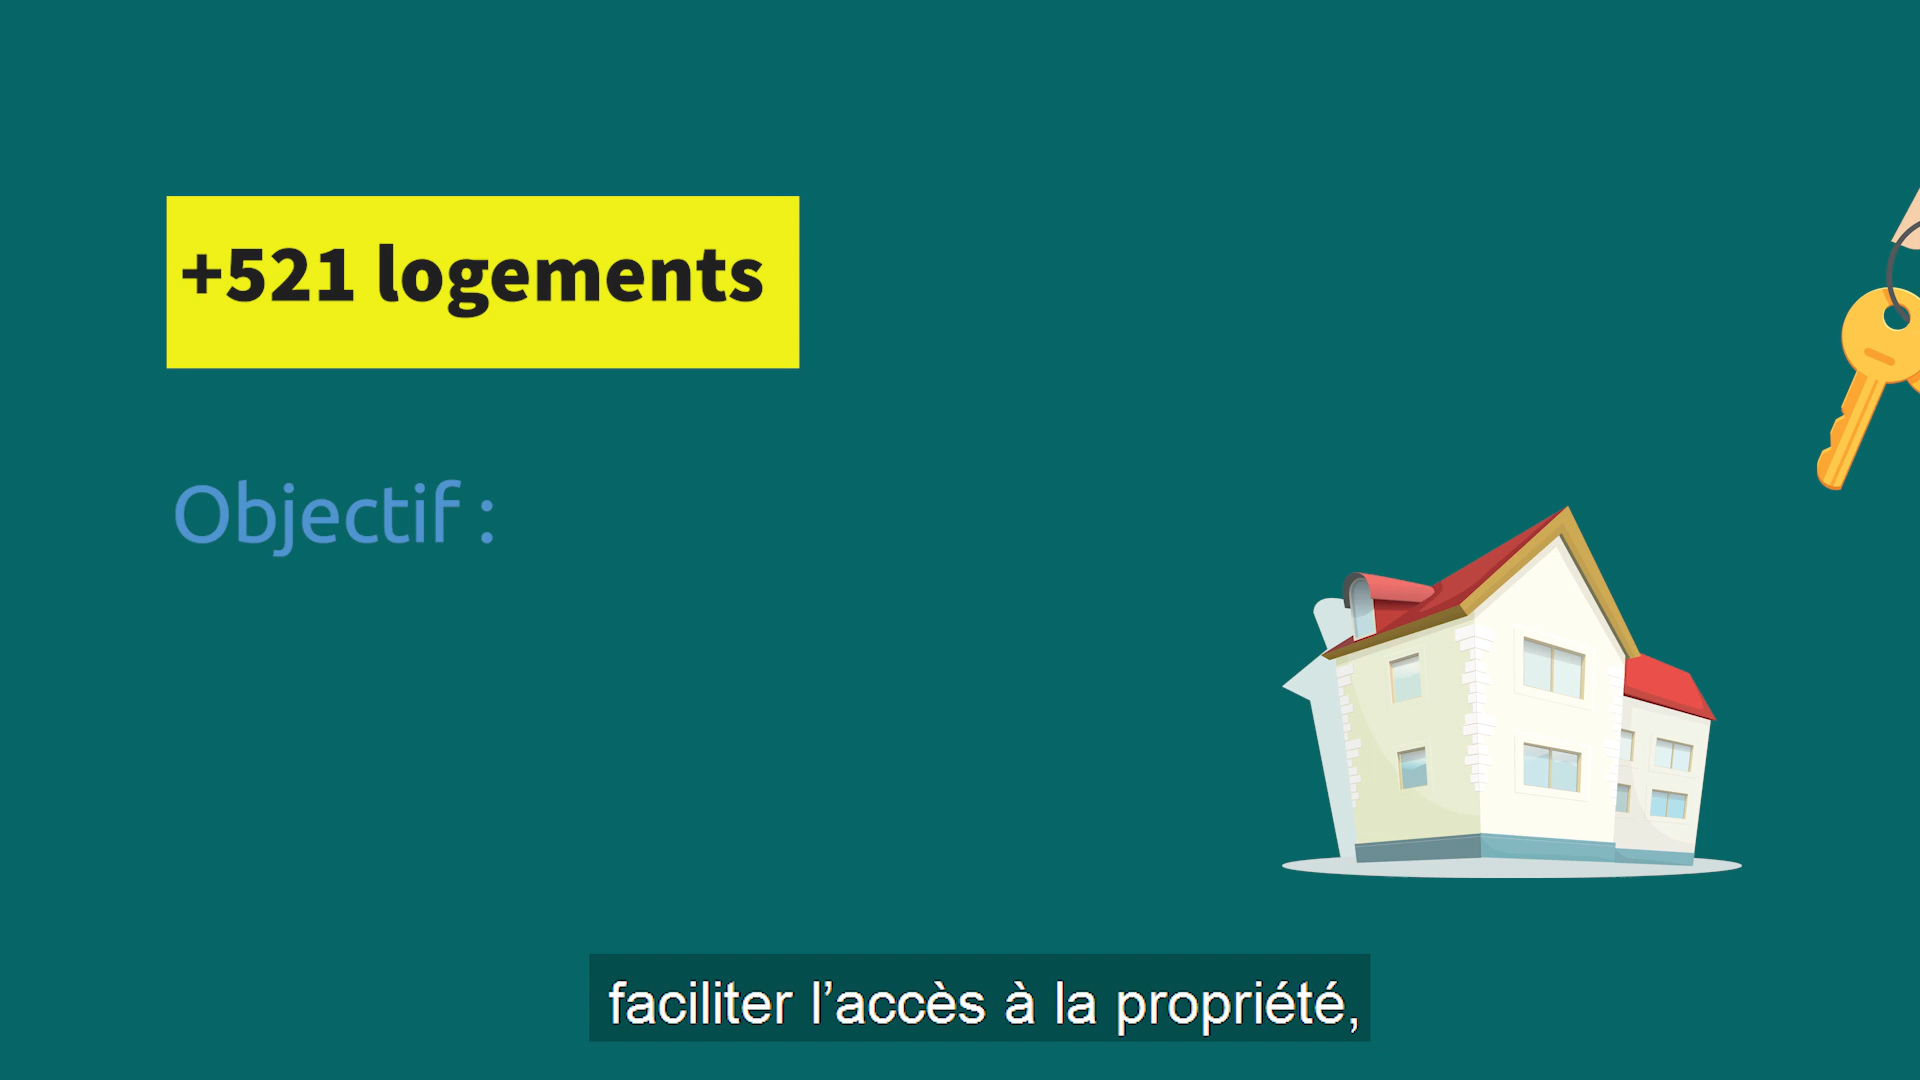 +521 logements
Objectif :
faciliter l’accès à la propriété,